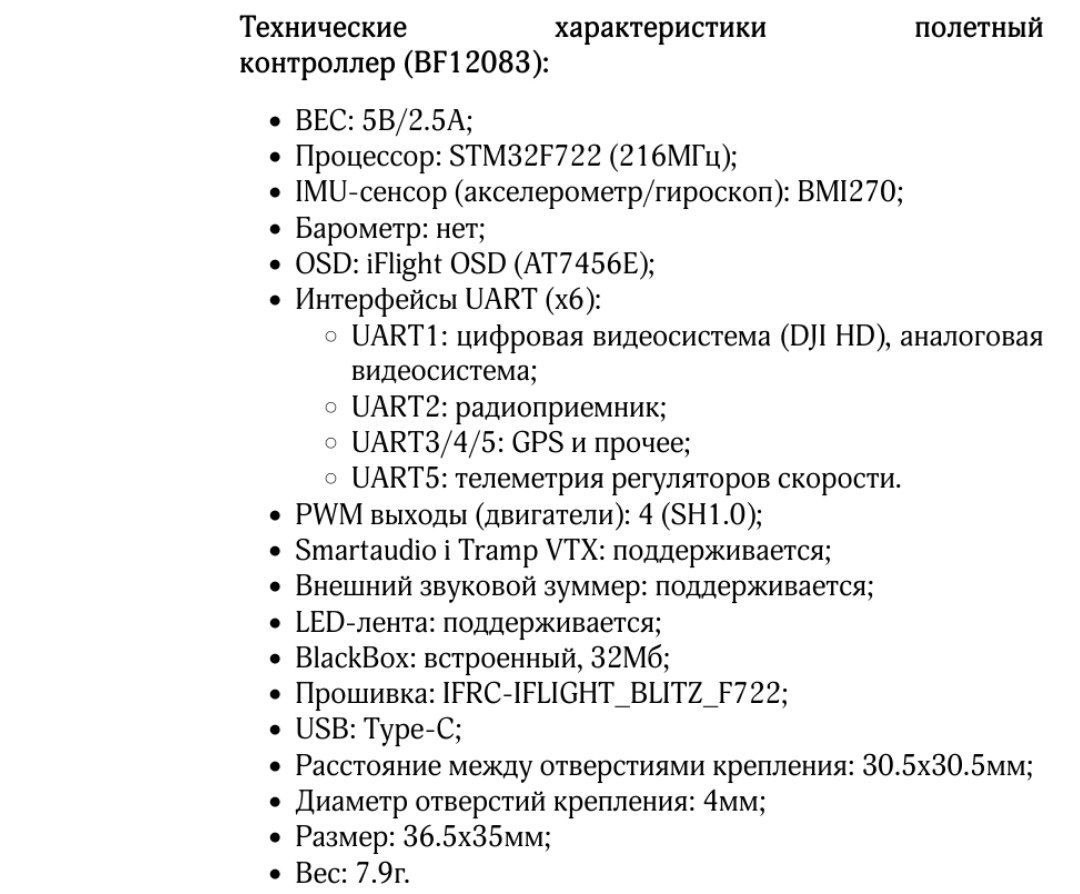 Технические характеристики полетный
контроллер (BF12083):
• BEC: 5В/2.5А;
• Процессор: STM32F722 (216МГц);
• IMU-сенсор (акселерометр/гироскоп): BMI270;
• Барометр: нет;
• OSD: iFlight OSD (AT7456E);
• Интерфейсы UART (x6):
○ UART1: цифровая видеосистема (DJI HD), аналоговая
видеосистема;
○ UART2: радиоприемник;
○ UART3/4/5: GPS и прочее;
○ UART5: телеметрия регуляторов скорости.
• PWM выходы (двигатели): 4 (SH1.0);
• Smartaudio i Tramp VTX: поддерживается;
• Внешний звуковой зуммер: поддерживается;
• LED-лента: поддерживается;
• BlackBox: встроенный, 32Мб;
• Прошивка: IFRC-IFLIGHT_BLITZ_F722;
• USB: Type-C;
• Расстояние между отверстиями крепления: 30.5x30.5мм;
• Диаметр отверстий крепления: 4мм;
• Размер: 36.5x35мм;
• Вес: 7.9г.